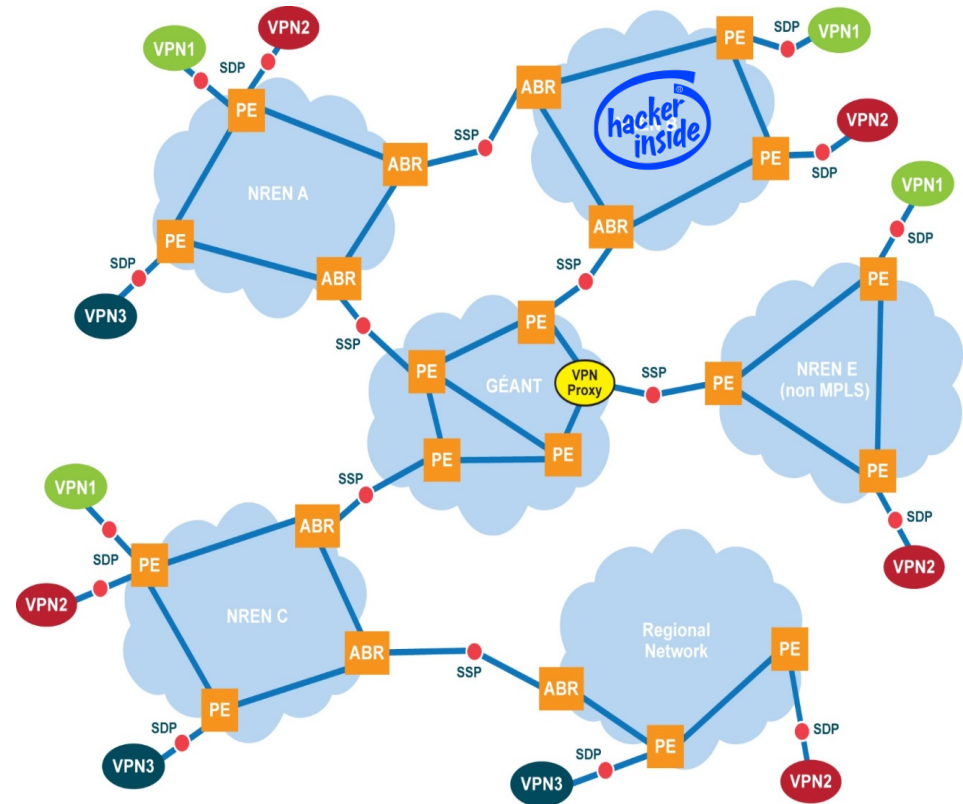 VPN1
VPN2
SDP
PE
ABR
SSP
NREN A
PE
SDP
VPN3
ABR
SSP
ABR
PE
SDP
VPN1
hacker
inside
®
PE
SDP
VPN2
ABR
SSP
VPN1
SDP
PE
PE
NREN E
(non MPLS)
PE
SDP
VPN2
SSP
PE
PE
GÉANT
VPN
Proxy
PE
PE
SSP
VPN1
SDP
VPN2
PE
ABR
NREN C
ABR
PE
SDP
VPN3
SSP
Regional
Network
ABR
PE
PE
SDP
VPN3
SDP
VPN2